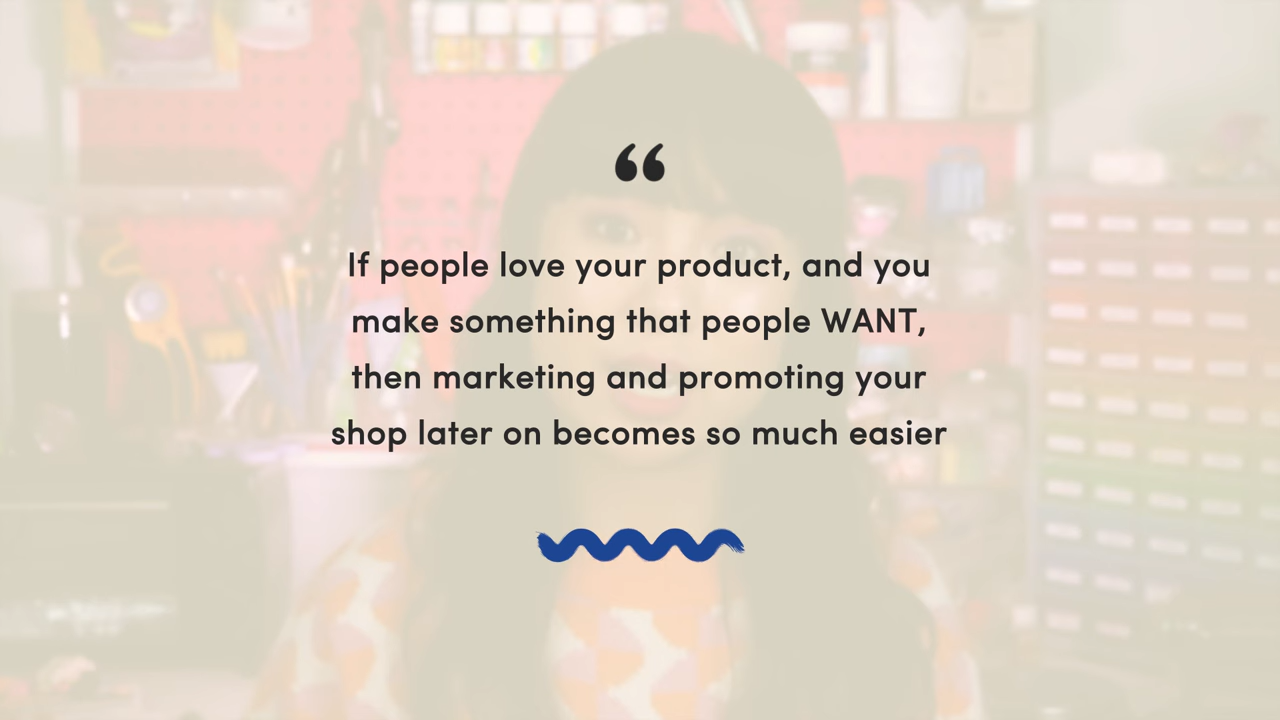 “
If people love your product, and you
make something that people WANT,
then marketing and promoting your
shop later on becomes so much easier